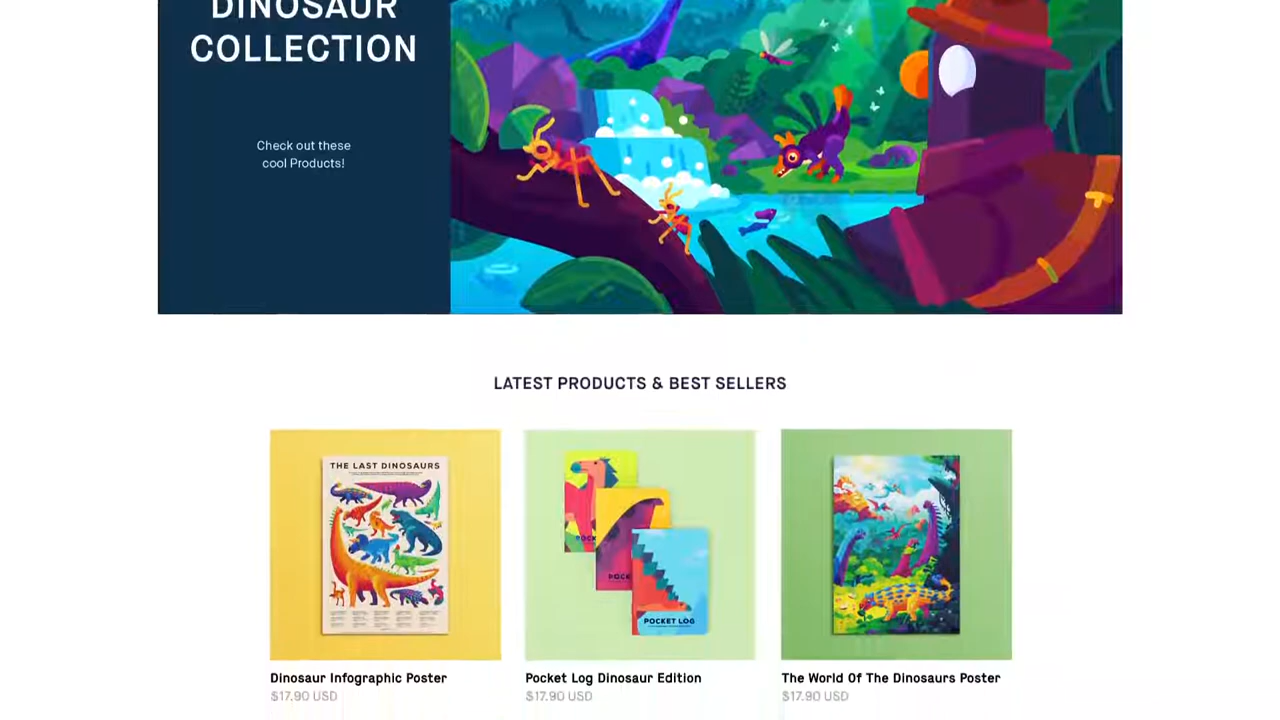 DINOSAUR
COLLECTION
Check out these
cool Products!
LATEST PRODUCTS & BEST SELLERS
THE LAST DINOSAURS
POCK
POCK
POCKET LOG
Dinosaur Infographic Poster
Pocket Log Dinosaur Edition
The World Of The Dinosaurs Poster
$17.90 USD
$17.90 USD
$17.90 USD